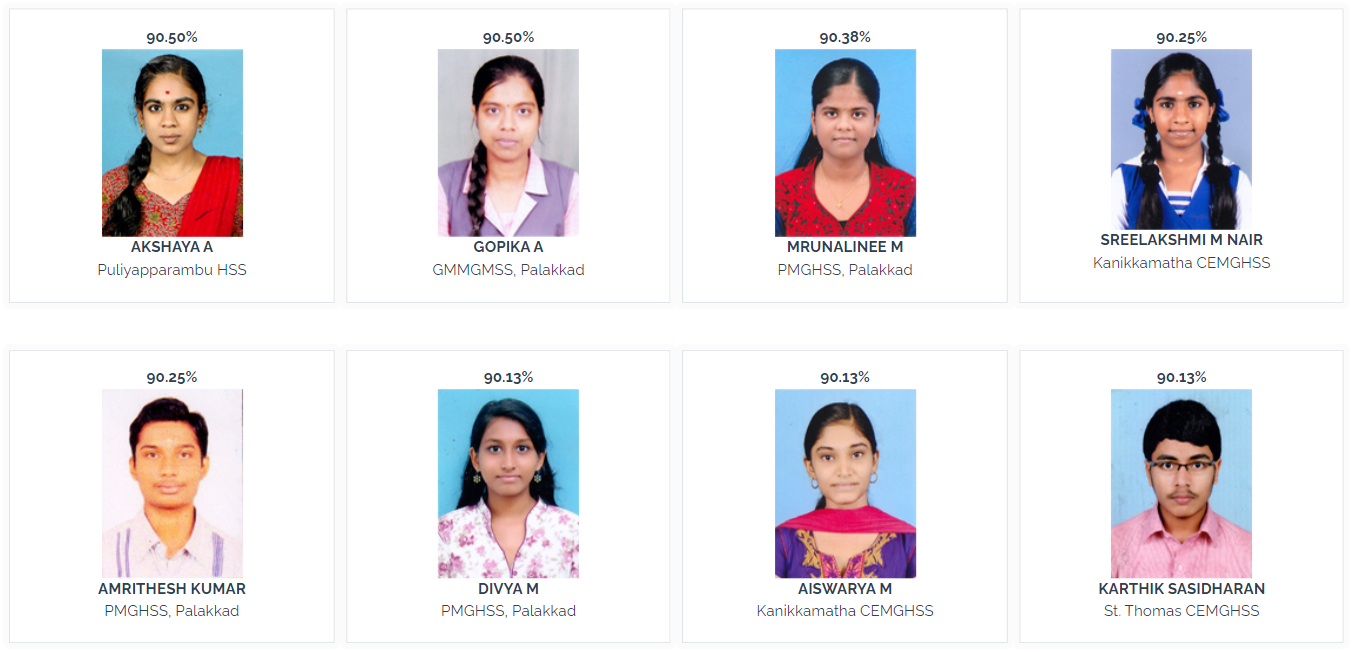 90.50%
AKSHAYA A
Puliyapparambu HSS
90.50%
GOPIKA A
GMMGMSS, Palakkad
90.38%
MRUNALINEE M
PMGHSS, Palakkad
90.25%
SREELAKSHMI M NAIR
Kanikkamatha CEMGHSS
90.25%
AMRITHESH KUMAR
PMGHSS, Palakkad
90.13%
DIVYA M
PMGHSS, Palakkad
90.13%
AISWARYA M
Kanikkamatha CEMGHSS
90.13%
KARTHIK SASIDHARAN
St. Thomas CEMGHSS